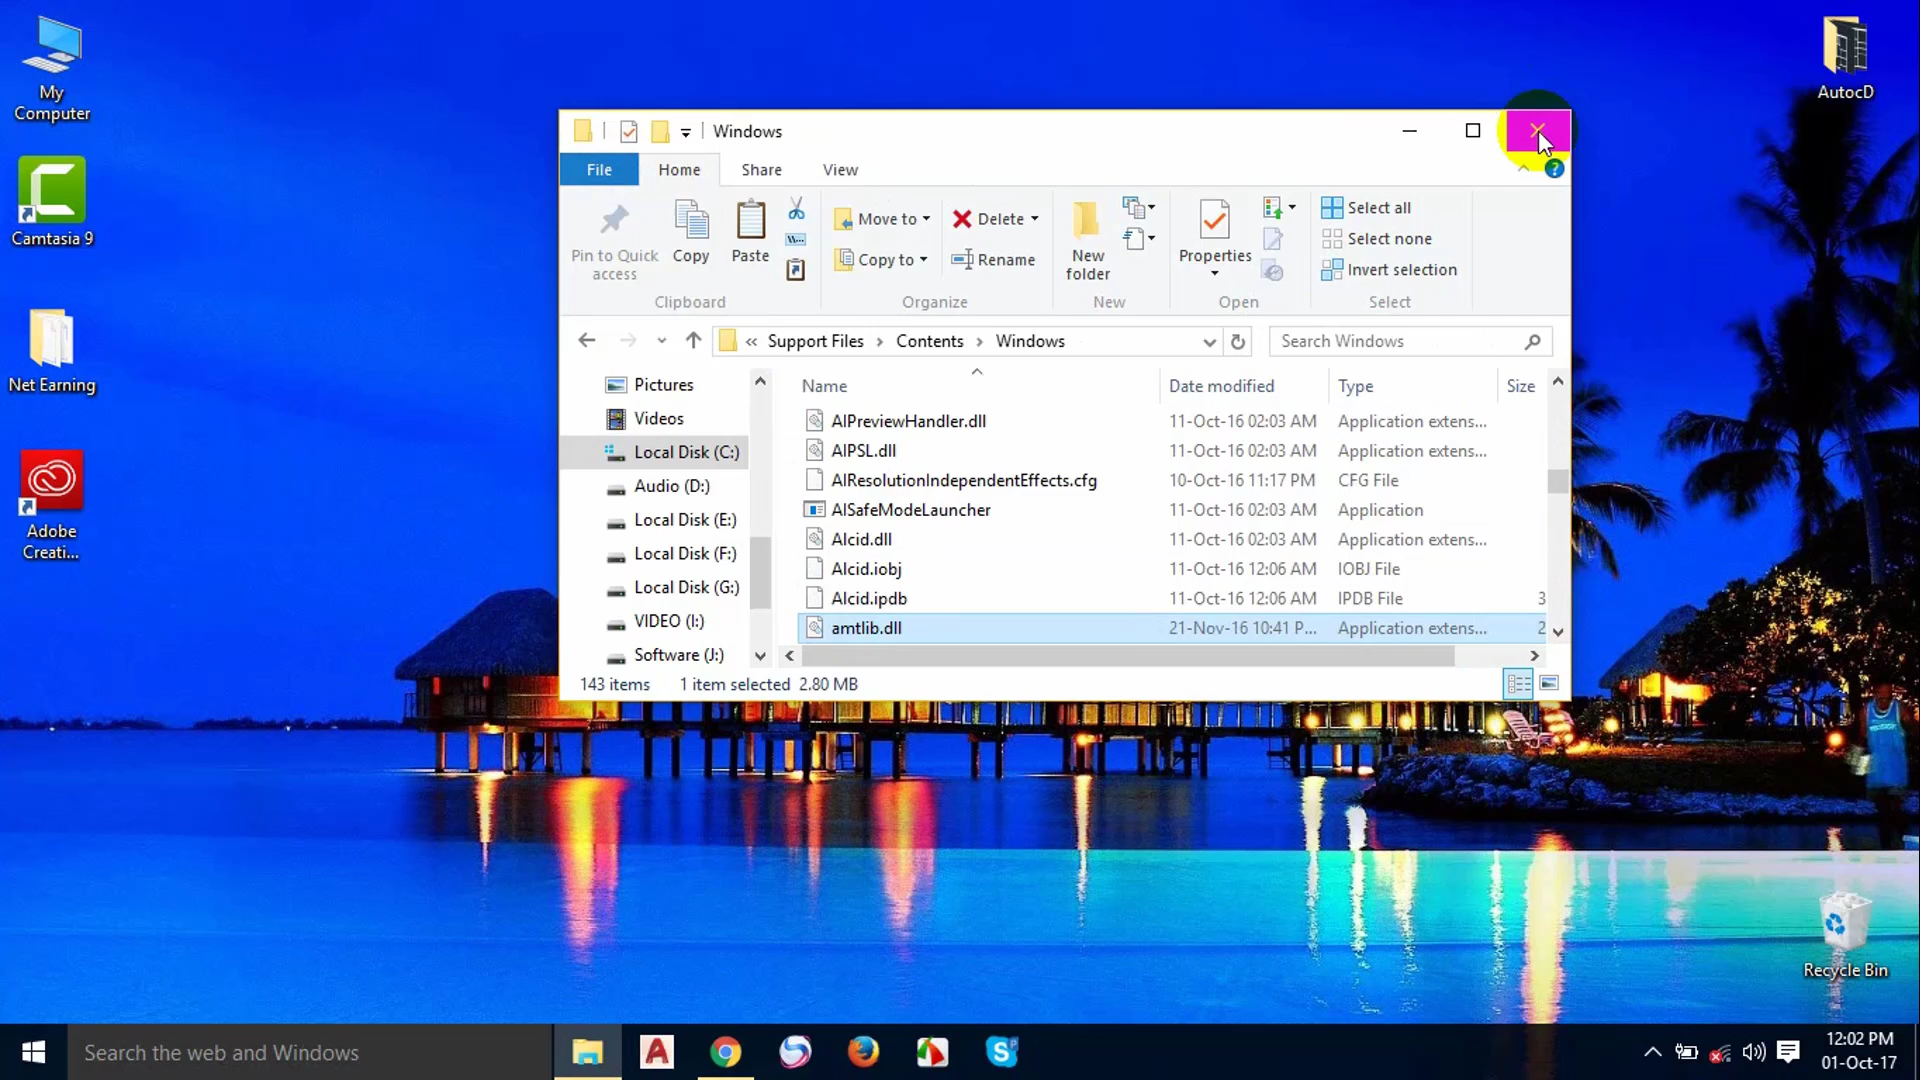 My
Computer
Camtasia 9
Net Earning
Adobe
Creati...
AutocD
Recycle Bin
Windows
File
Home
Share
View
Pin to Quick
access
Copy
Paste
Clipboard
Move to
Copy to
Delete
Rename
Organize
New
folder
New
Properties
Open
Select all
Select none
Invert selection
Select
« Support Files > Contents > Windows
Search Windows
Pictures
Videos
Local Disk (C:)
Audio (D:)
Local Disk (E:)
Local Disk (F:)
Local Disk (G:)
VIDEO (I:)
Software (J:)
Name Date modified Type Size
AIPreviewHandler.dll 11-Oct-16 02:03 AM Application extens...
AIPSL.dll 11-Oct-16 02:03 AM Application extens...
AIResolutionIndependentEffects.cfg 10-Oct-16 11:17 PM CFG File
AISafeModeLauncher 11-Oct-16 02:03 AM Application
AIcid.dll 11-Oct-16 02:03 AM Application extens...
AIcid.iobj 11-Oct-16 12:06 AM IOBJ File
AIcid.ipdb 11-Oct-16 12:06 AM IPDB File 3
amtlib.dll 21-Nov-16 10:41 P... Application extens... 2
143 items 1 item selected 2.80 MB
Search the web and Windows
12:02 PM
01-Oct-17